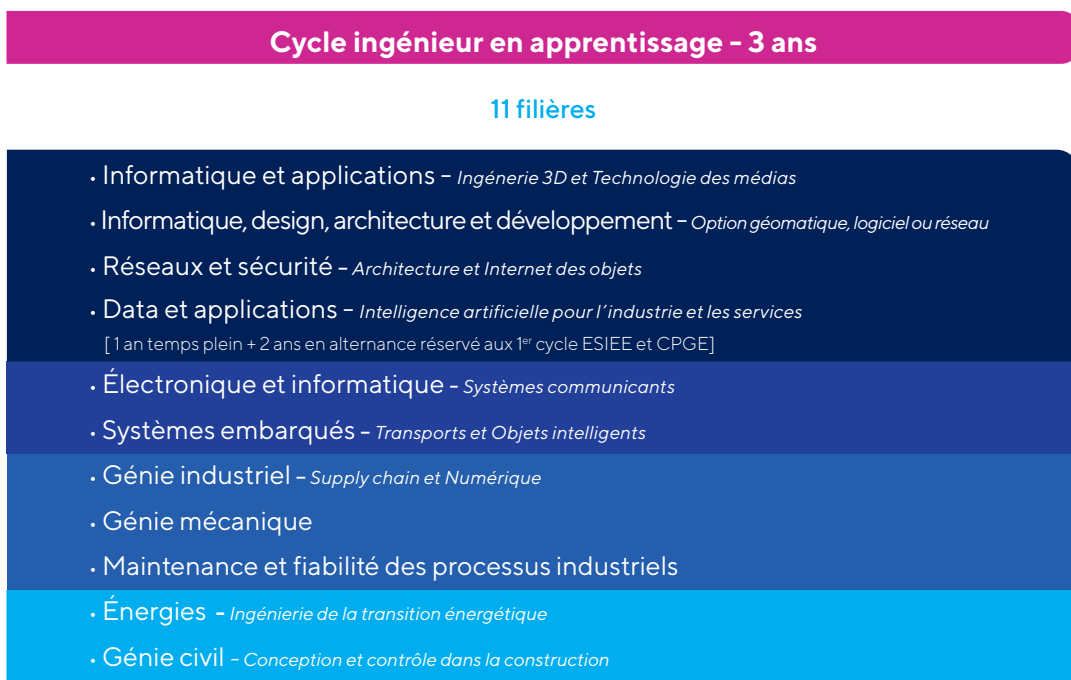 Cycle ingénieur en apprentissage - 3 ans
11 filières
• Informatique et applications - Ingénerie 3D et Technologie des médias
• Informatique, design, architecture et développement - Option géomatique, logiciel ou réseau
• Réseaux et sécurité - Architecture et Internet des objets
• Data et applications - Intelligence artificielle pour l'industrie et les services
[ 1 an temps plein + 2 ans en alternance réservé aux 1er cycle ESIEE et CPGE]
• Électronique et informatique - Systèmes communicants
• Systèmes embarqués - Transports et Objets intelligents
• Génie industriel - Supply chain et Numérique
• Génie mécanique
• Maintenance et fiabilité des processus industriels
• Énergies - Ingénierie de la transition énergétique
• Génie civil - Conception et contrôle dans la construction